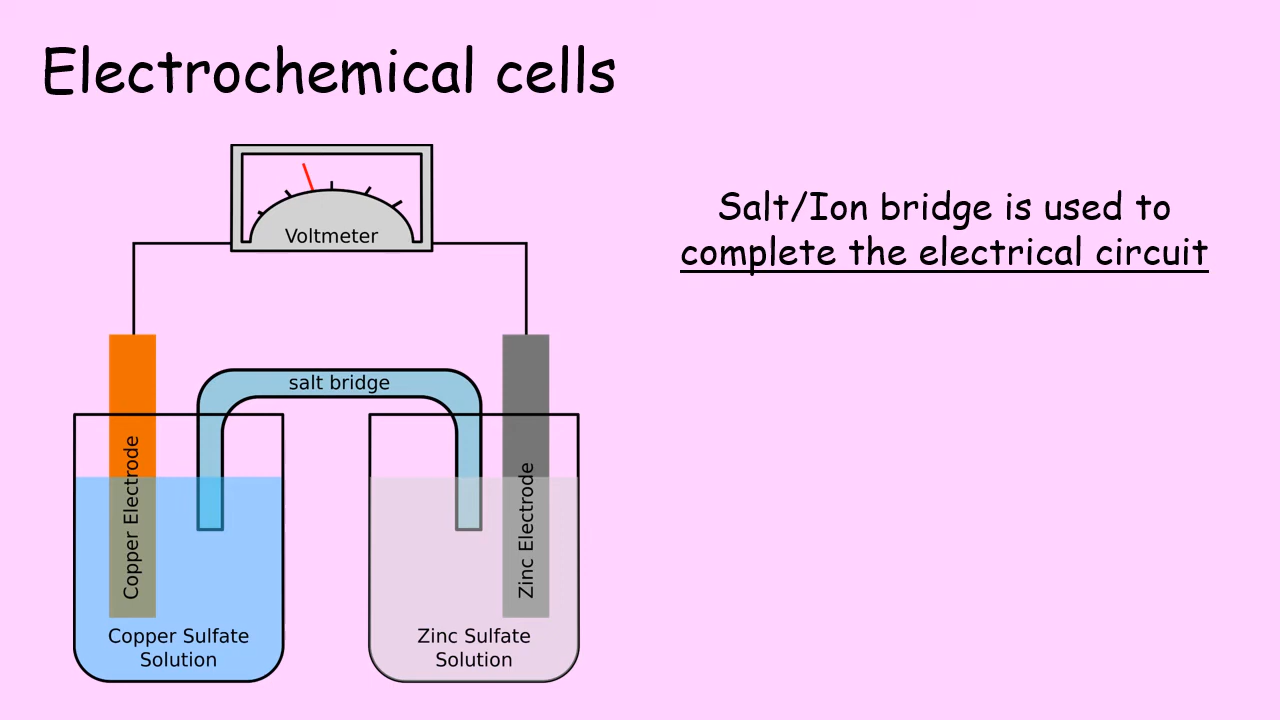 Electrochemical cells
Voltmeter
Salt/Ion bridge is used to
complete the electrical circuit
salt bridge
Copper Electrode
Zinc Electrode
Copper Sulfate
Solution
Zinc Sulfate
Solution